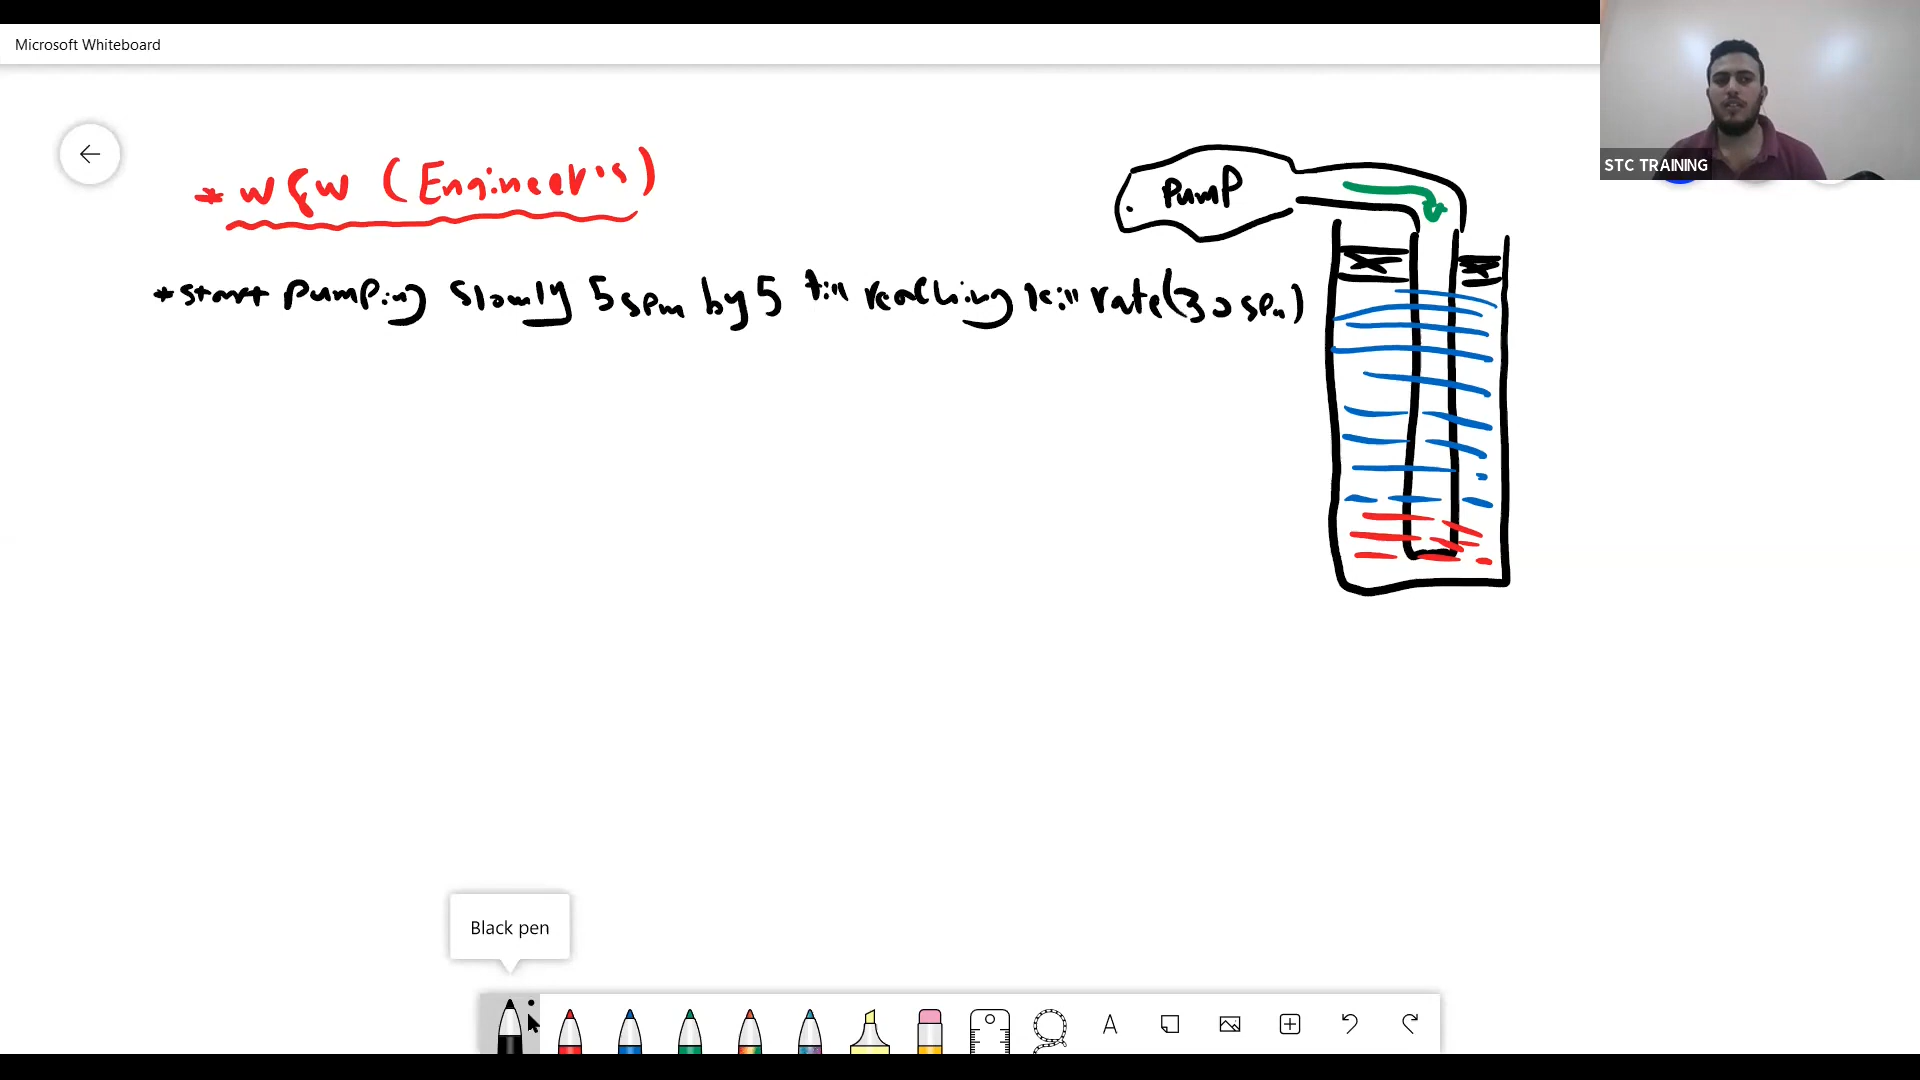 Microsoft Whiteboard
STC TRAINING
* W&W (Engineer's)
PumP
* start Pumping slowly 5 spm by 5 till reaching kill rate (30 spm)
Black pen
A